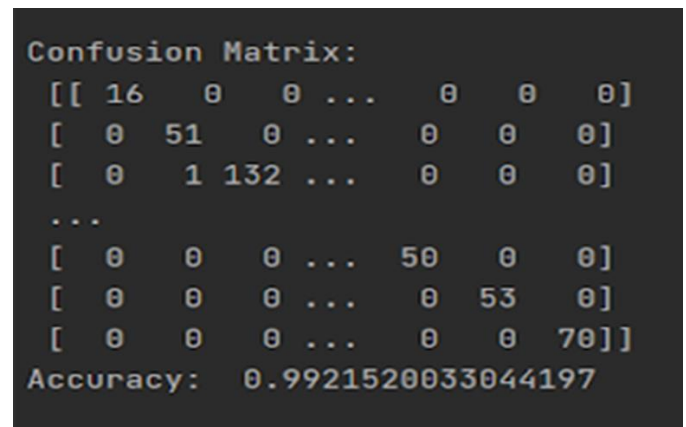 Confusion Matrix:
[[ 16 0 0 ... 0 0 0]
[ 0 51 0 ... 0 0 0]
[ 0 1 132 ... 0 0 0]
...
[ 0 0 0 ... 50 0 0]
[ 0 0 0 ... 0 53 0]
[ 0 0 0 ... 0 0 70]]
Accuracy: 0.9921520033044197